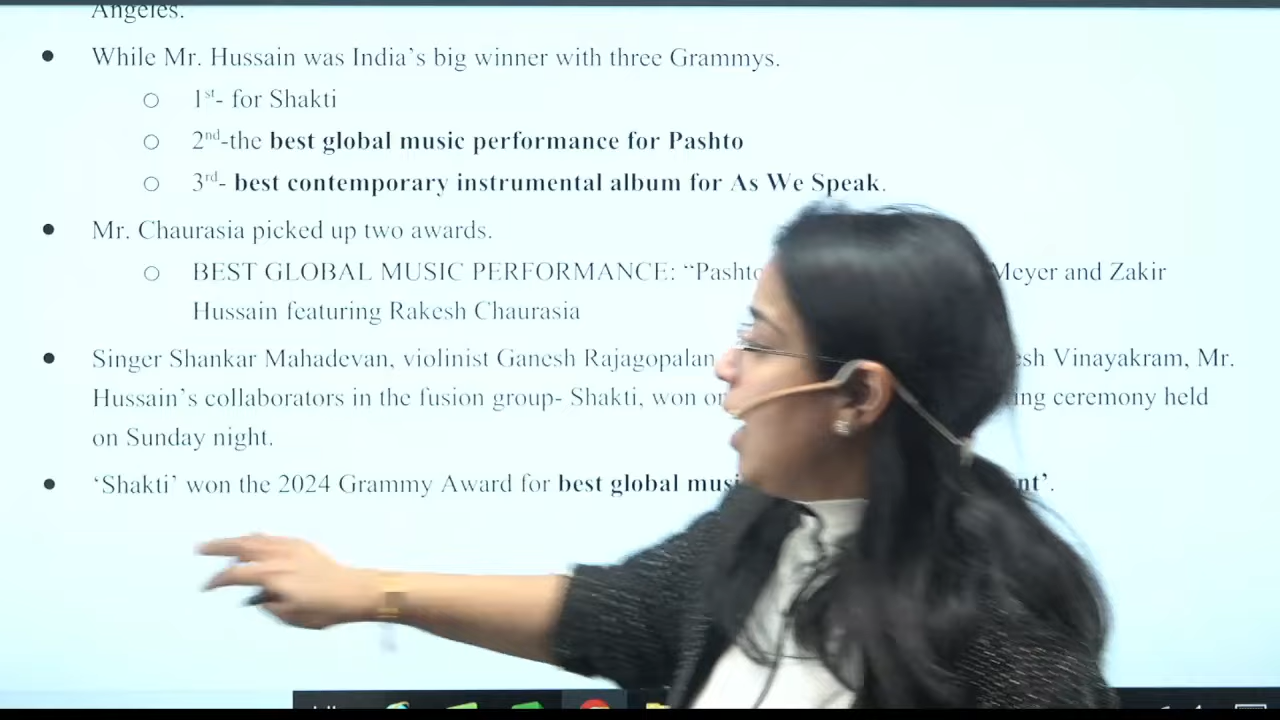 Angeles.
While Mr. Hussain was India's big winner with three Grammys.
1st- for Shakti
2nd-the best global music performance for Pashto
3rd- best contemporary instrumental album for As We Speak.
Mr. Chaurasia picked up two awards.
BEST GLOBAL MUSIC PERFORMANCE: “Pashto Meyer and Zakir
Hussain featuring Rakesh Chaurasia
Singer Shankar Mahadevan, violinist Ganesh Rajagopalan Vinayakram, Mr.
Hussain's collaborators in the fusion group- Shakti, won ceremony held
on Sunday night.
‘Shakti’ won the 2024 Grammy Award for best global